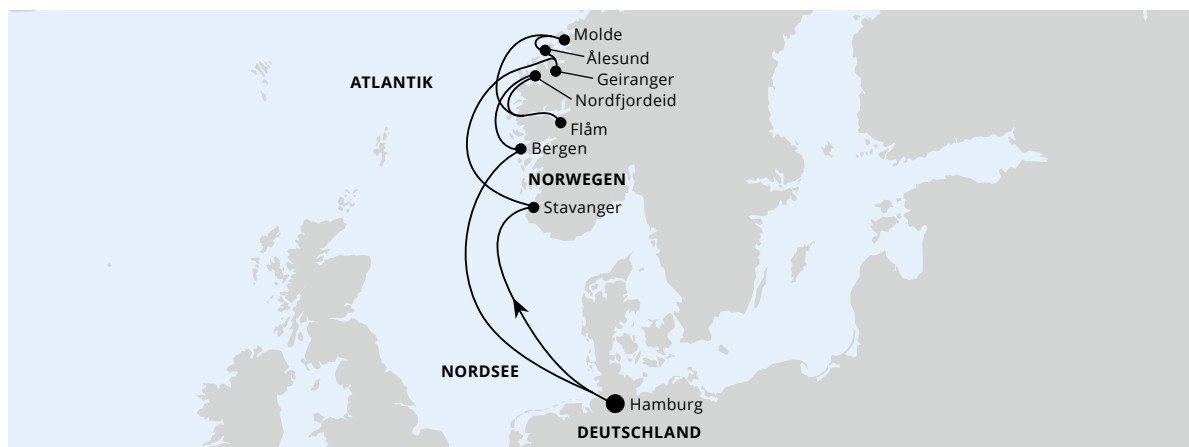 Molde
Ålesund
ATLANTIK
Geiranger
Nordfjordeid
Flåm
Bergen
NORWEGEN
Stavanger
NORDSEE
Hamburg
DEUTSCHLAND